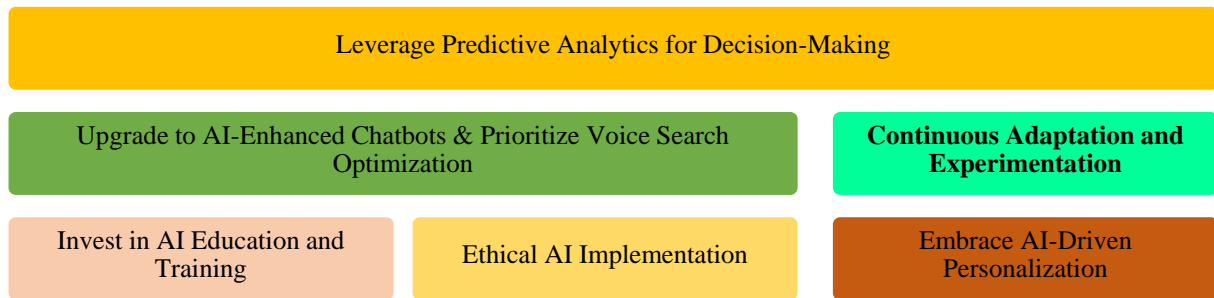 Leverage Predictive Analytics for Decision-Making
Upgrade to AI-Enhanced Chatbots & Prioritize Voice Search
Optimization
Continuous Adaptation and
Experimentation
Invest in AI Education and
Training
Ethical AI Implementation
Embrace AI-Driven
Personalization